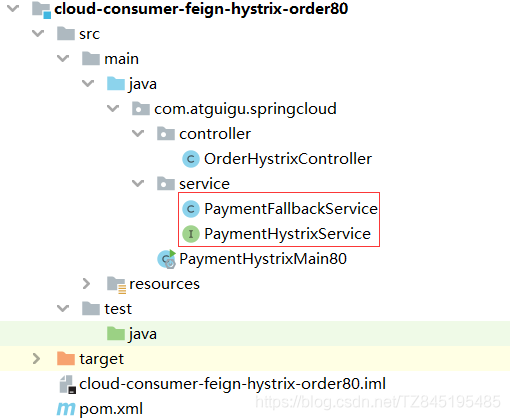 cloud-consumer-feign-hystrix-order80
src
main
java
com.atguigu.springcloud
controller
C OrderHystrixController
service
C PaymentFallbackService
I PaymentHystrixService
PaymentHystrixMain80
resources
test
java
target
cloud-consumer-feign-hystrix-order80.iml
m pom.xml
https://blog.csdn.net/TZ845195485